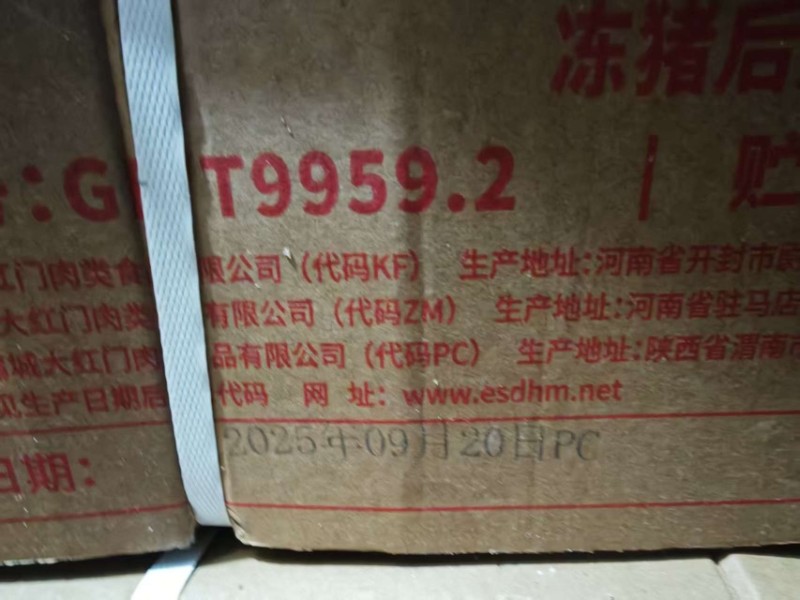 冻猪后
:G T9959.2 | 贮
红门肉类食 限公司（代码KF） 生产地址:河南省开封市
大红门肉类 有限公司（代码ZM） 生产地址:河南省驻马店
城大红门肉 品有限公司（代码PC） 生产地址:陕西省渭南市
见生产日期后 代码 网 址: www.esdhm.net
日期: 2025年09月20日PC